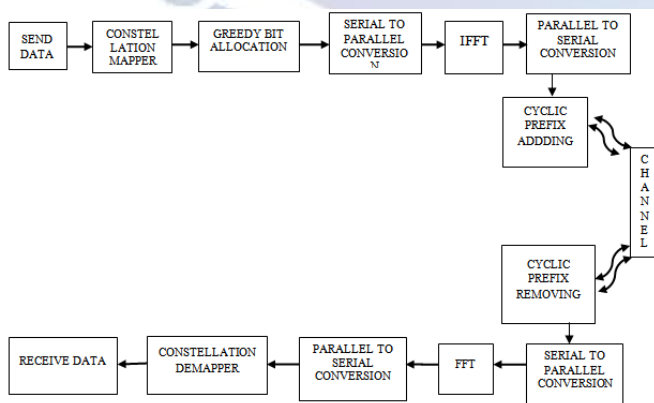 SEND
DATA
CONSTEL
LATION
MAPPER
GREEDY BIT
ALLOCATION
SERIAL TO
PARALLEL
CONVERSIO
N
IFFT
PARALLEL TO
SERIAL
CONVERSION
CYCLIC
PREFIX
ADDDING
C
H
A
N
N
E
L
CYCLIC
PREFIX
REMOVING
RECEIVE DATA
CONSTELLATION
DEMAPPER
PARALLEL TO
SERIAL
CONVERSION
FFT
SERIAL TO
PARALLEL
CONVERSION